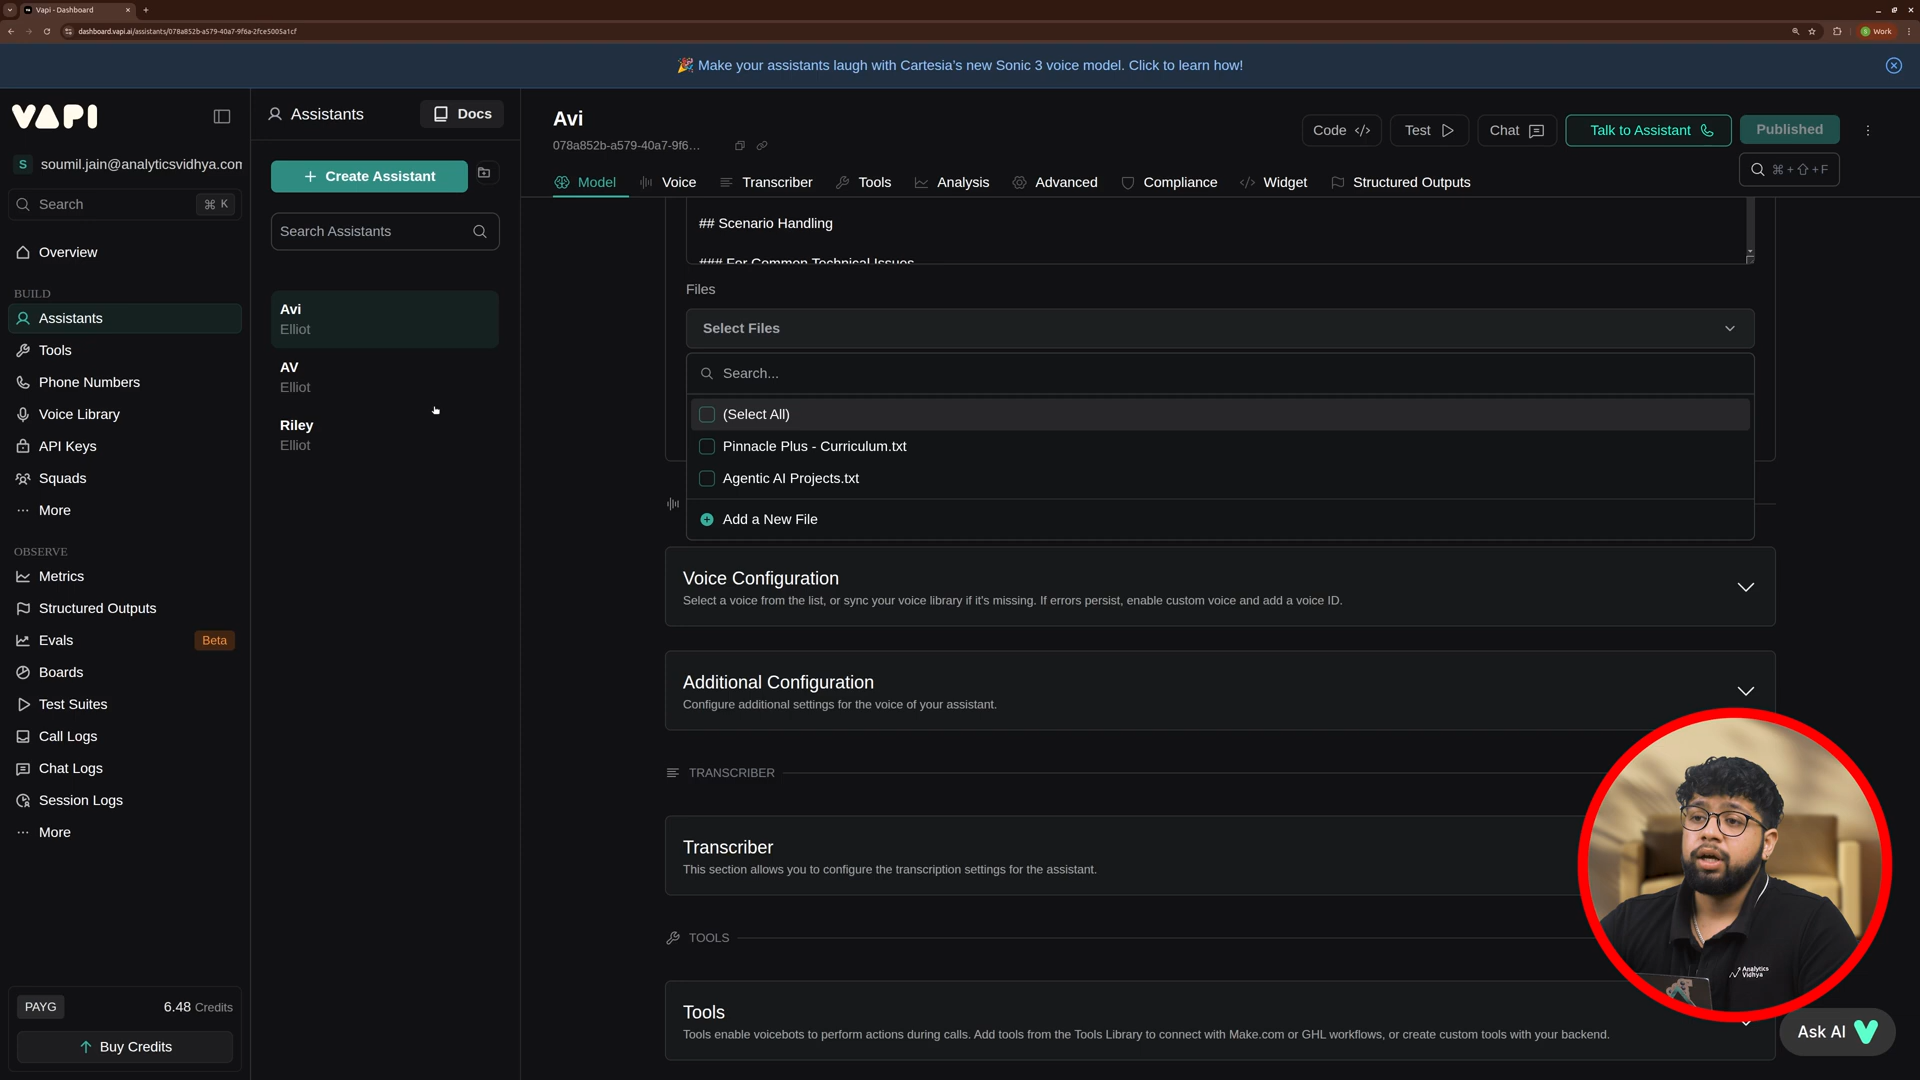 Vapi - Dashboard
dashboard.vapi.ai/assistants/078a852b-a579-40a7-9f6a-2fce5005a1cf
Work
🎉 Make your assistants laugh with Cartesia's new Sonic 3 voice model. Click to learn how!
VAPI
S soumil.jain@analyticsvidhya.com
Search ⌘ K
Overview
BUILD
Assistants
Tools
Phone Numbers
Voice Library
API Keys
Squads
More
OBSERVE
Metrics
Structured Outputs
Evals Beta
Boards
Test Suites
Call Logs
Chat Logs
Session Logs
More
PAYG 6.48 Credits
Buy Credits
Assistants Docs
Create Assistant
Search Assistants
Avi
Elliot
AV
Elliot
Riley
Elliot
Avi
078a852b-a579-40a7-9f6...
Code Test Chat Talk to Assistant Published
⌘+⇧+F
Model Voice Transcriber Tools Analysis Advanced Compliance Widget Structured Outputs
## Scenario Handling
### For Common Technical Issues
Files
Select Files
Search...
(Select All)
Pinnacle Plus - Curriculum.txt
Agentic AI Projects.txt
Add a New File
Voice Configuration
Select a voice from the list, or sync your voice library if it's missing. If errors persist, enable custom voice and add a voice ID.
Additional Configuration
Configure additional settings for the voice of your assistant.
TRANSCRIBER
Transcriber
This section allows you to configure the transcription settings for the assistant.
TOOLS
Tools
Tools enable voicebots to perform actions during calls. Add tools from the Tools Library to connect with Make.com or GHL workflows, or create custom tools with your backend.
Analytics
Vidhya
Ask AI